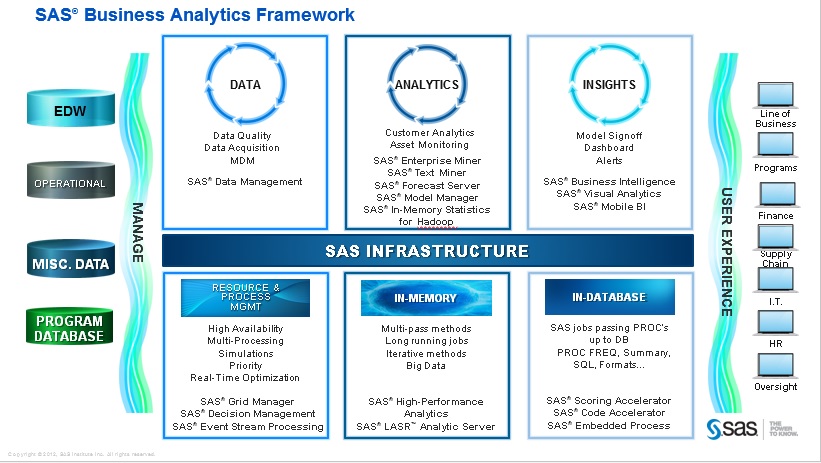 SAS® Business Analytics Framework
EDW
OPERATIONAL
MISC. DATA
PROGRAM
DATABASE
MANAGE
DATA
Data Quality
Data Acquisition
MDM
SAS® Data Management
ANALYTICS
Customer Analytics
Asset Monitoring
SAS® Enterprise Miner
SAS® Text Miner
SAS® Forecast Server
SAS® Model Manager
SAS® In-Memory Statistics
for Hadoop
INSIGHTS
Model Signoff
Dashboard
Alerts
SAS® Business Intelligence
SAS® Visual Analytics
SAS® Mobile BI
SAS INFRASTRUCTURE
RESOURCE &
PROCESS
MGMT
High Availability
Multi-Processing
Simulations
Priority
Real-Time Optimization
SAS® Grid Manager
SAS® Decision Management
SAS® Event Stream Processing
IN-MEMORY
Multi-pass methods
Long running jobs
Iterative methods
Big Data
SAS® High-Performance
Analytics
SAS® LASR™ Analytic Server
IN-DATABASE
SAS jobs passing PROC's
up to DB
PROC FREQ, Summary,
SQL, Formats...
SAS® Scoring Accelerator
SAS® Code Accelerator
SAS® Embedded Process
USER EXPERIENCE
Line of
Business
Programs
Finance
Supply
Chain
I.T.
HR
Oversight
sas
THE
POWER
TO KNOW.
Copyright © 2012, SAS Institute Inc. All rights reserved.